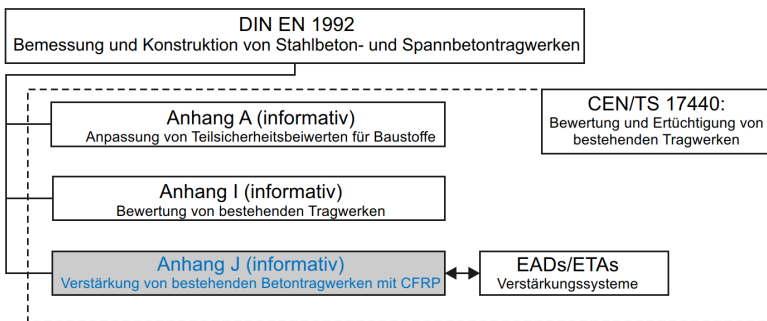 DIN EN 1992
Bemessung und Konstruktion von Stahlbeton- und Spannbetontragwerken
CEN/TS 17440:
Bewertung und Ertüchtigung von
bestehenden Tragwerken
Anhang A (informativ)
Anpassung von Teilsicherheitsbeiwerten für Baustoffe
Anhang I (informativ)
Bewertung von bestehenden Tragwerken
Anhang J (informativ)
Verstärkung von bestehenden Betontragwerken mit CFRP
EADs/ETAs
Verstärkungssysteme